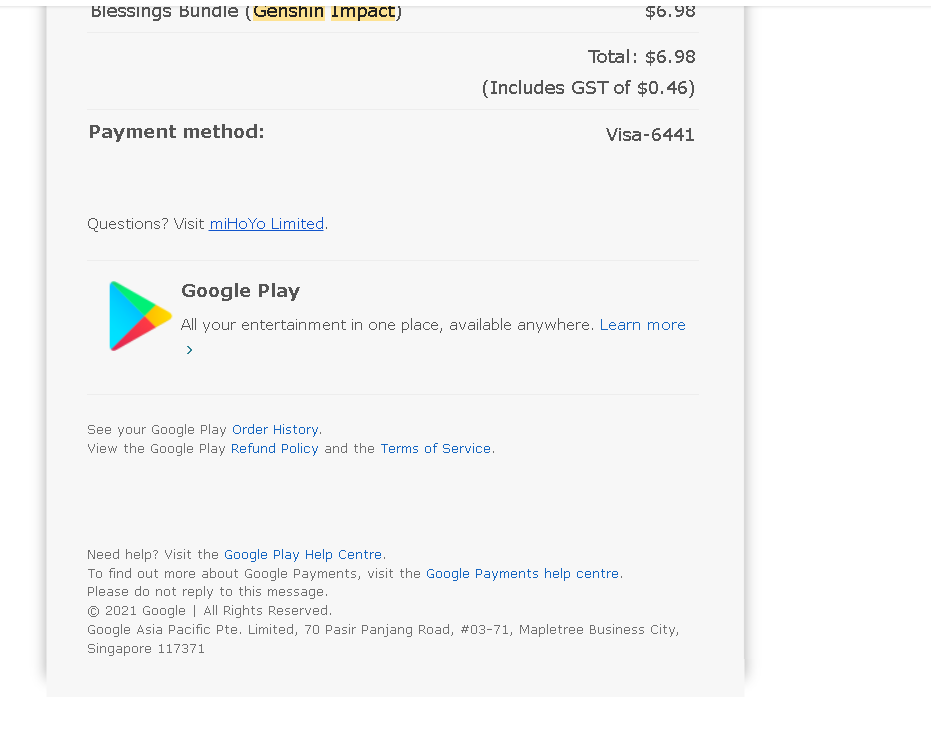 Blessings Bundle (Genshin Impact) $6.98
Total: $6.98
(Includes GST of $0.46)
Payment method: Visa-6441
Questions? Visit miHoYo Limited.
Google Play
All your entertainment in one place, available anywhere. Learn more
›
See your Google Play Order History.
View the Google Play Refund Policy and the Terms of Service.
Need help? Visit the Google Play Help Centre.
To find out more about Google Payments, visit the Google Payments help centre.
Please do not reply to this message.
© 2021 Google | All Rights Reserved.
Google Asia Pacific Pte. Limited, 70 Pasir Panjang Road, #03-71, Mapletree Business City,
Singapore 117371